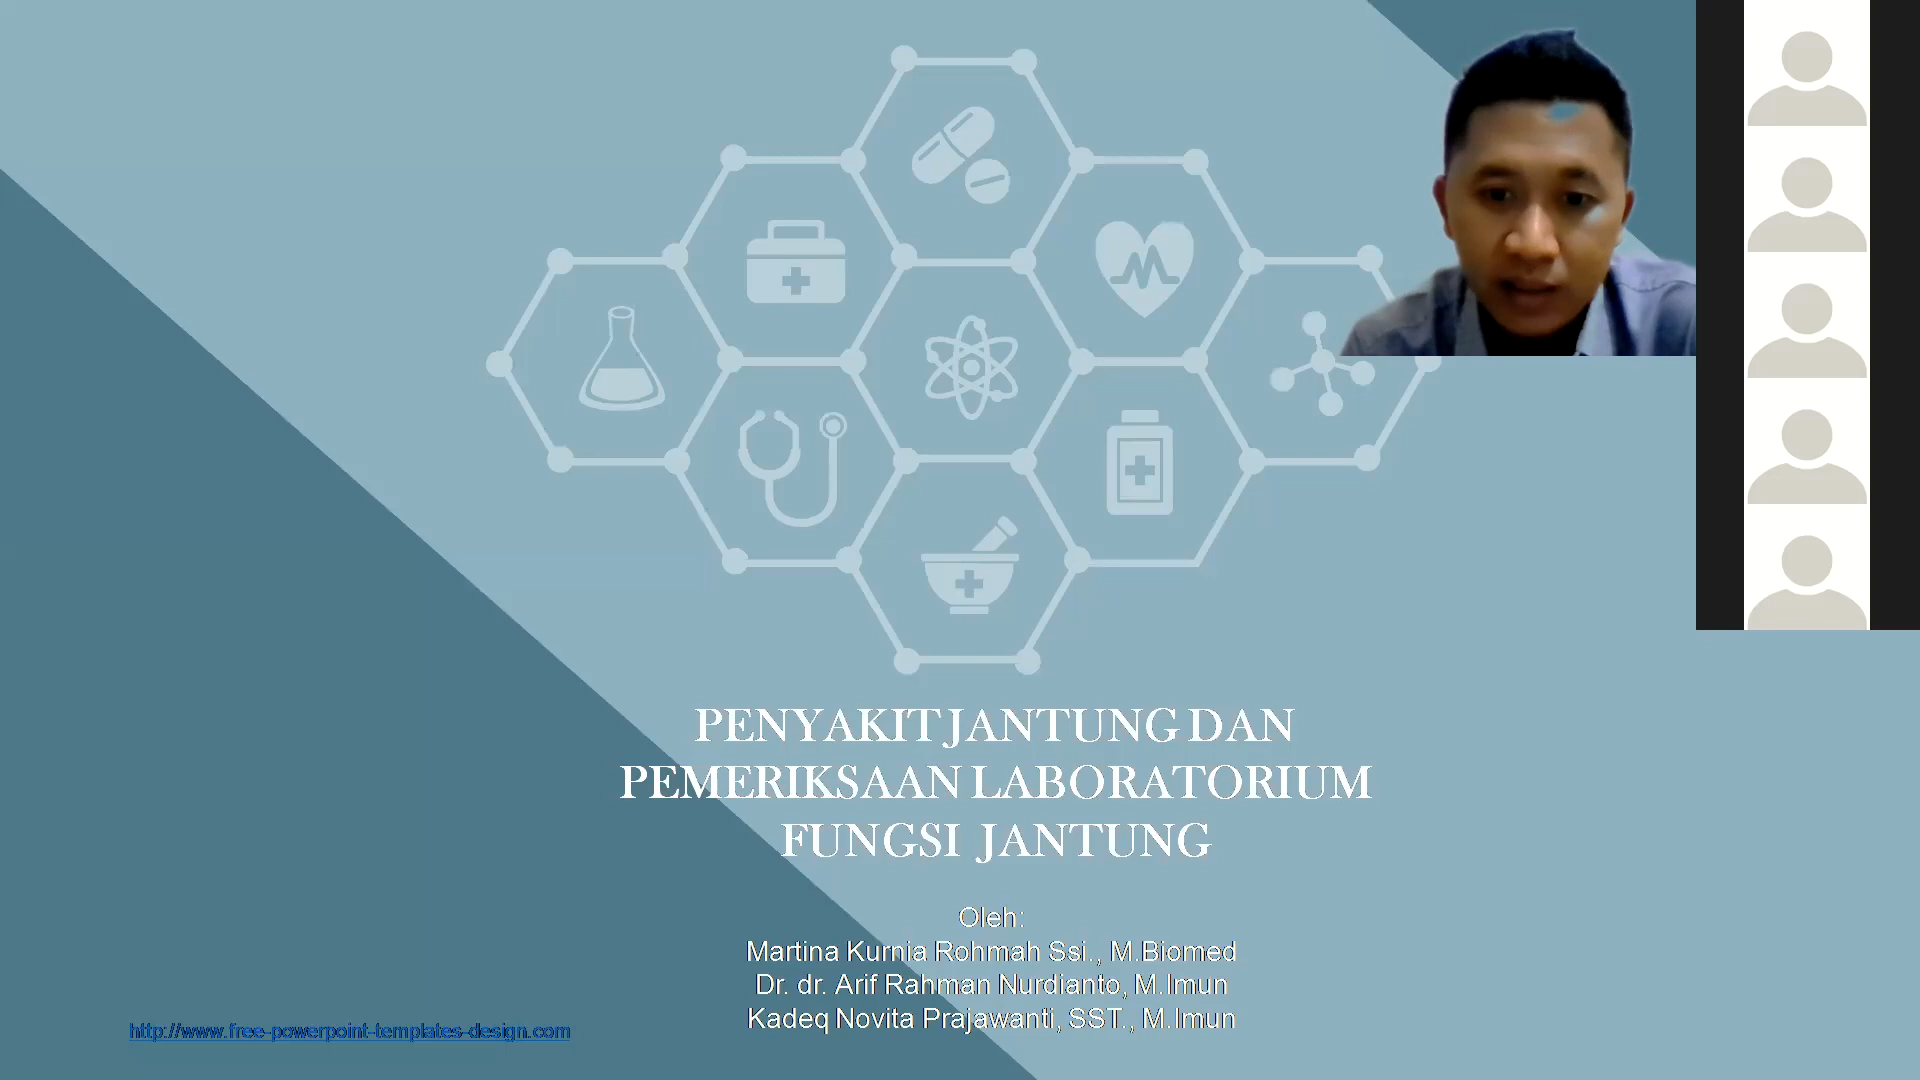 PENYAKIT JANTUNG DAN
PEMERIKSAAN LABORATORIUM
FUNGSI JANTUNG
Oleh:
Martina Kurnia Rohmah Ssi., M.Biomed
Dr. dr. Arif Rahman Nurdianto, M.Imun
Kadeq Novita Prajawanti, SST., M.Imun
http://www.free-powerpoint-templates-design.com